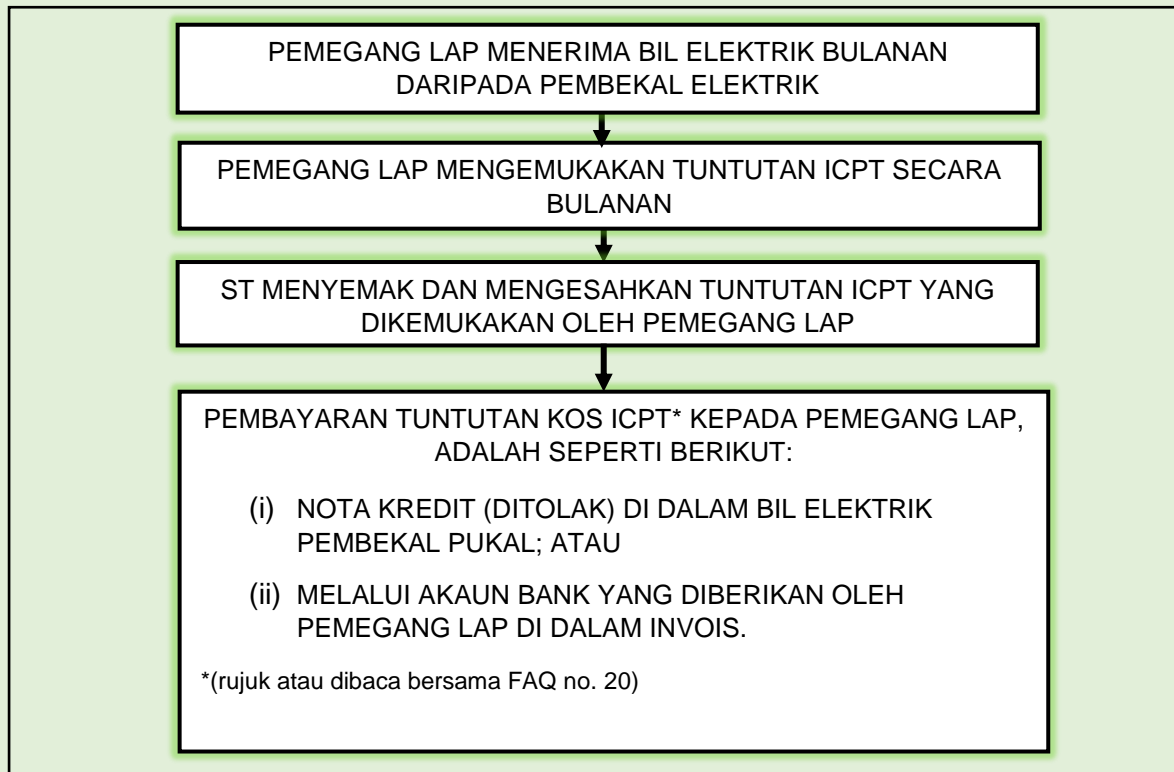 PEMEGANG LAP MENERIMA BIL ELEKTRIK BULANAN
DARIPADA PEMBEKAL ELEKTRIK
PEMEGANG LAP MENGEMUKAKAN TUNTUTAN ICPT SECARA
BULANAN
ST MENYEMAK DAN MENGESAHKAN TUNTUTAN ICPT YANG
DIKEMUKAKAN OLEH PEMEGANG LAP
PEMBAYARAN TUNTUTAN KOS ICPT* KEPADA PEMEGANG LAP,
ADALAH SEPERTI BERIKUT:
(i) NOTA KREDIT (DITOLAK) DI DALAM BIL ELEKTRIK
PEMBEKAL PUKAL; ATAU
(ii) MELALUI AKAUN BANK YANG DIBERIKAN OLEH
PEMEGANG LAP DI DALAM INVOIS.
*(rujuk atau dibaca bersama FAQ no. 20)